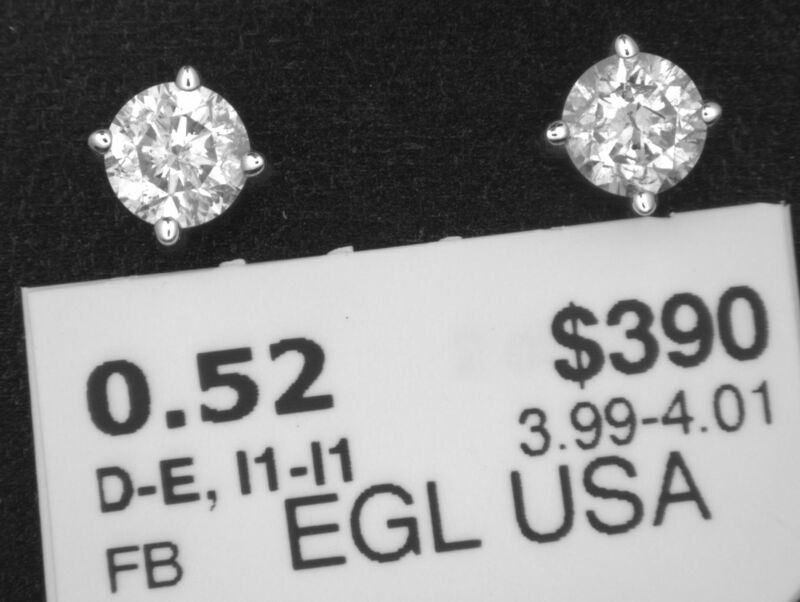 0.52 $390
3.99-4.01
D-E, I1-I1
EGL USA
FB